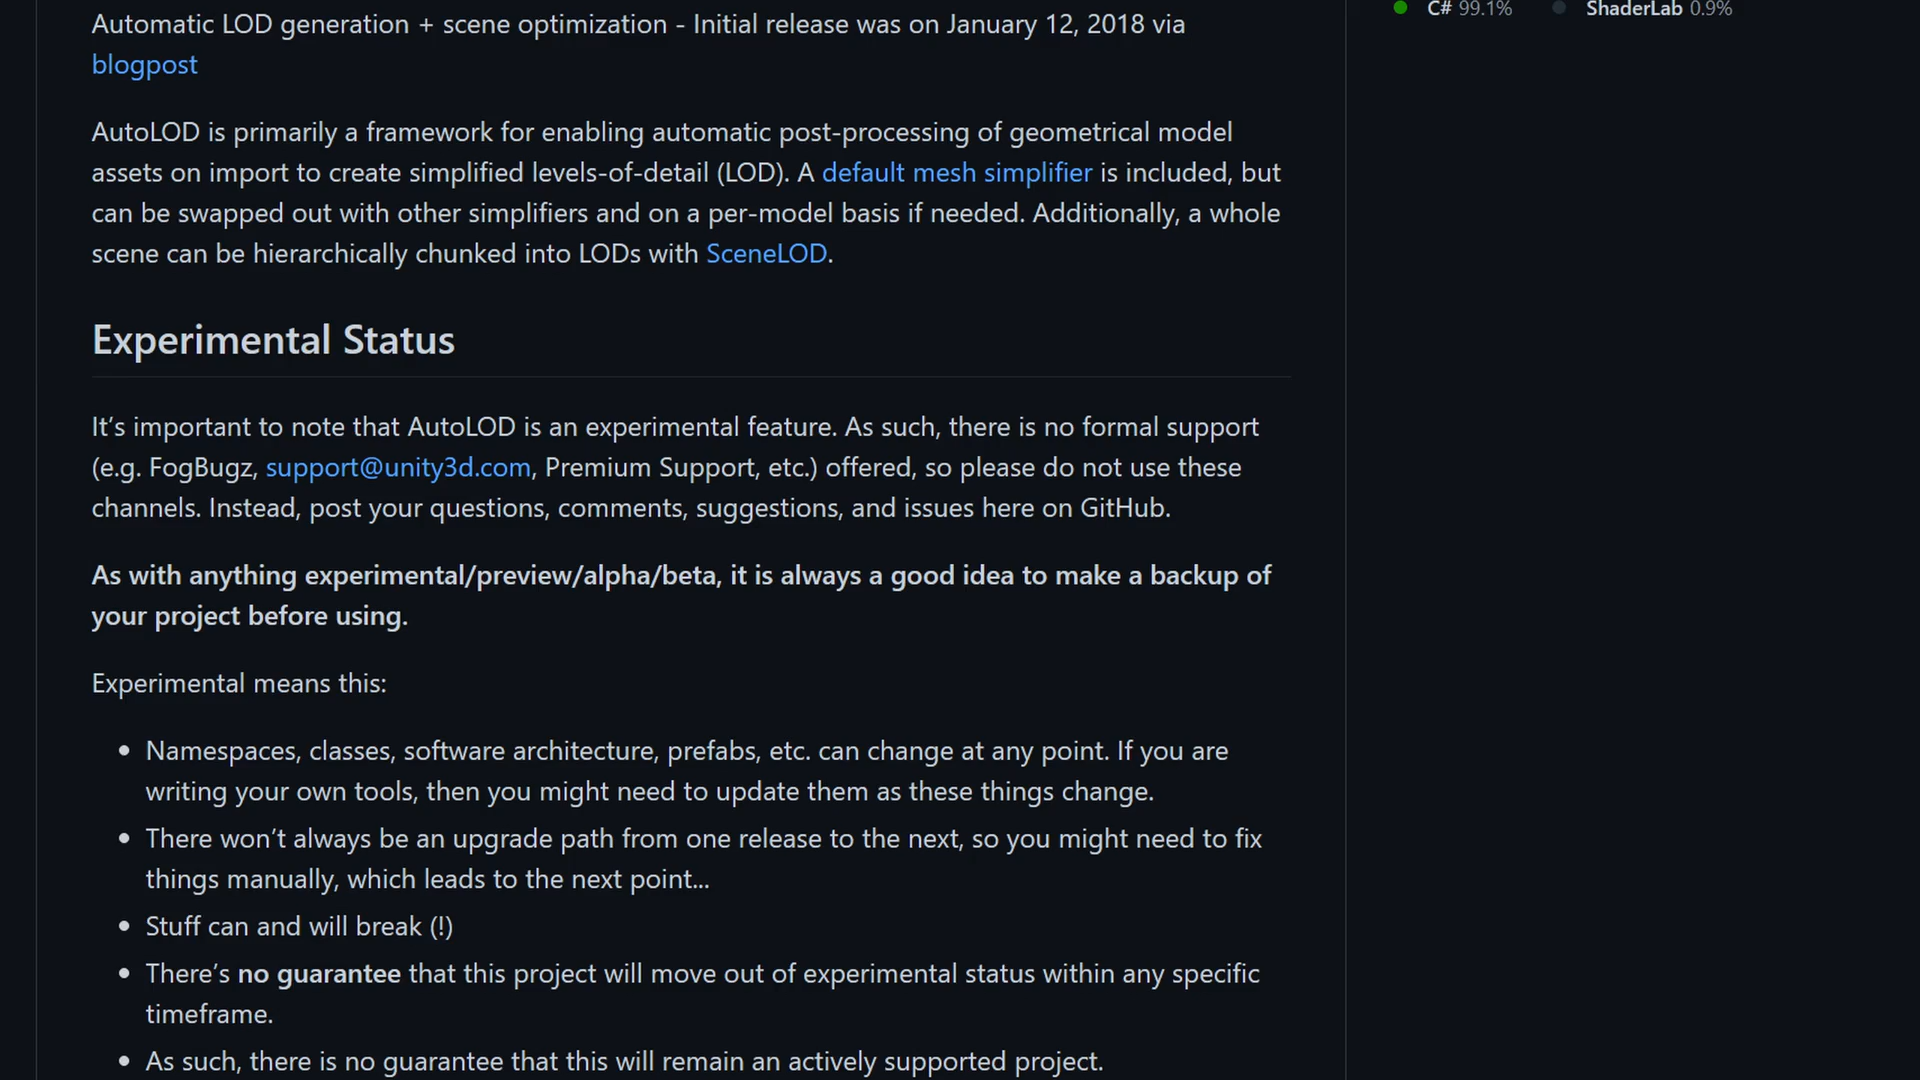 Automatic LOD generation + scene optimization - Initial release was on January 12, 2018 via
blogpost
AutoLOD is primarily a framework for enabling automatic post-processing of geometrical model
assets on import to create simplified levels-of-detail (LOD). A default mesh simplifier is included, but
can be swapped out with other simplifiers and on a per-model basis if needed. Additionally, a whole
scene can be hierarchically chunked into LODs with SceneLOD.
Experimental Status
It’s important to note that AutoLOD is an experimental feature. As such, there is no formal support
(e.g. FogBugz, support@unity3d.com, Premium Support, etc.) offered, so please do not use these
channels. Instead, post your questions, comments, suggestions, and issues here on GitHub.
As with anything experimental/preview/alpha/beta, it is always a good idea to make a backup of
your project before using.
Experimental means this:
• Namespaces, classes, software architecture, prefabs, etc. can change at any point. If you are
writing your own tools, then you might need to update them as these things change.
• There won’t always be an upgrade path from one release to the next, so you might need to fix
things manually, which leads to the next point...
• Stuff can and will break (!)
• There’s no guarantee that this project will move out of experimental status within any specific
timeframe.
• As such, there is no guarantee that this will remain an actively supported project.
C# 99.1% ShaderLab 0.9%